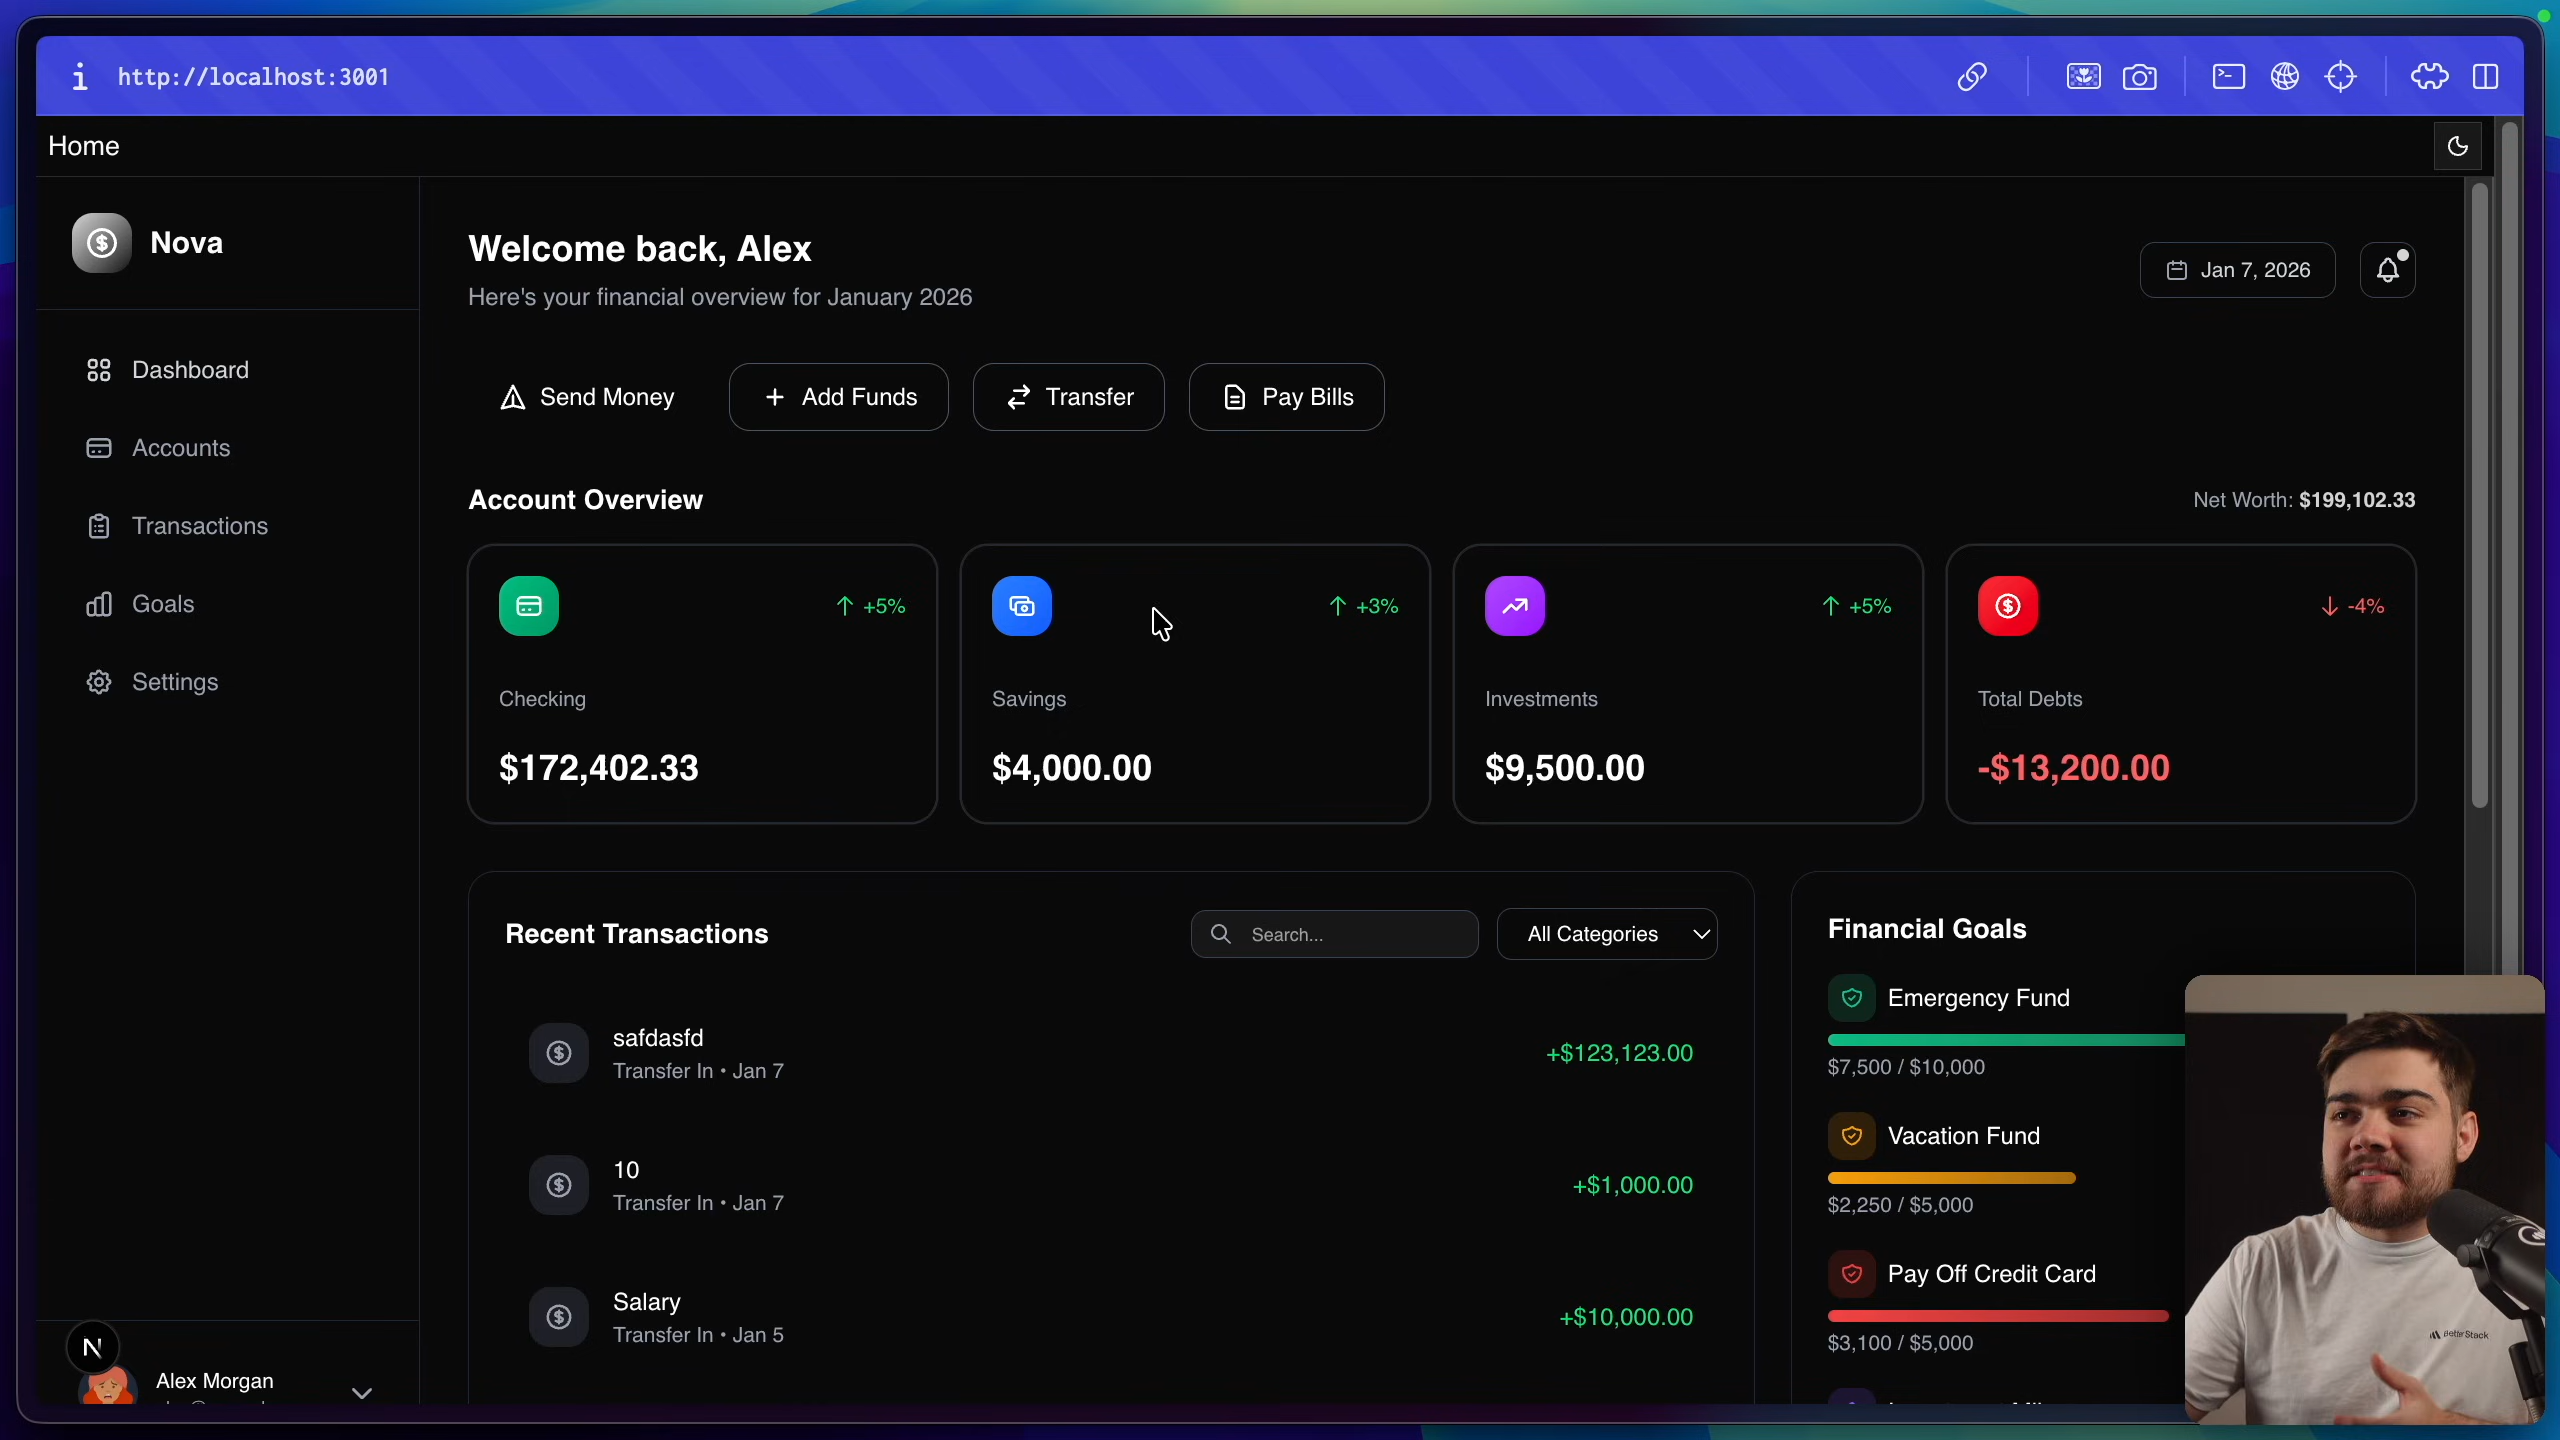 http://localhost:3001
Home
Nova
Dashboard
Accounts
Transactions
Goals
Settings
N
Alex Morgan
Welcome back, Alex
Here's your financial overview for January 2026
Jan 7, 2026
Send Money
Add Funds
Transfer
Pay Bills
Account Overview
Net Worth: $199,102.33
+5%
Checking
$172,402.33
+3%
Savings
$4,000.00
+5%
Investments
$9,500.00
-4%
Total Debts
-$13,200.00
Recent Transactions
Search...
All Categories
safdasfd
Transfer In • Jan 7
+$123,123.00
10
Transfer In • Jan 7
+$1,000.00
Salary
Transfer In • Jan 5
+$10,000.00
Financial Goals
Emergency Fund
$7,500 / $10,000
Vacation Fund
$2,250 / $5,000
Pay Off Credit Card
$3,100 / $5,000
Better Stack